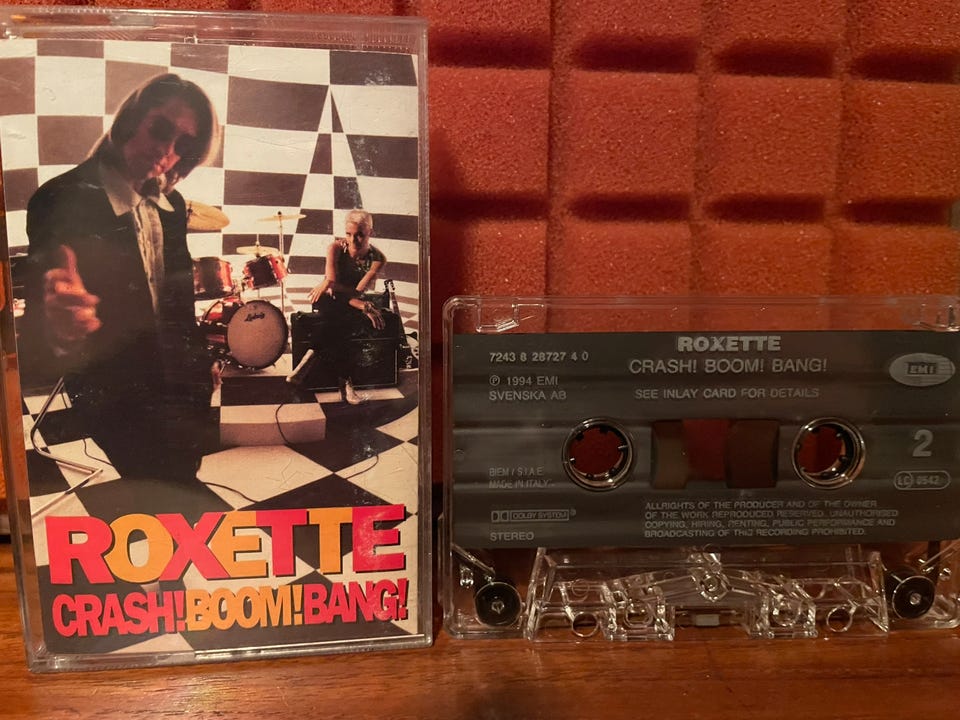 Ludwig
ROXETTE
CRASH! BOOM! BANG!
ROXETTE
7243 8 28727 4 0
CRASH! BOOM! BANG!
EMI
℗ 1994 EMI
SVENSKA AB
SEE INLAY CARD FOR DETAILS
2
BIEM / S.I.A.E.
MADE IN ITALY
LC 0542
DOLBY SYSTEM
STEREO
ALL RIGHTS OF THE PRODUCER AND OF THE OWNER
OF THE WORK REPRODUCED RESERVED. UNAUTHORISED
COPYING, HIRING, RENTING, PUBLIC PERFORMANCE AND
BROADCASTING OF THIS RECORDING PROHIBITED.